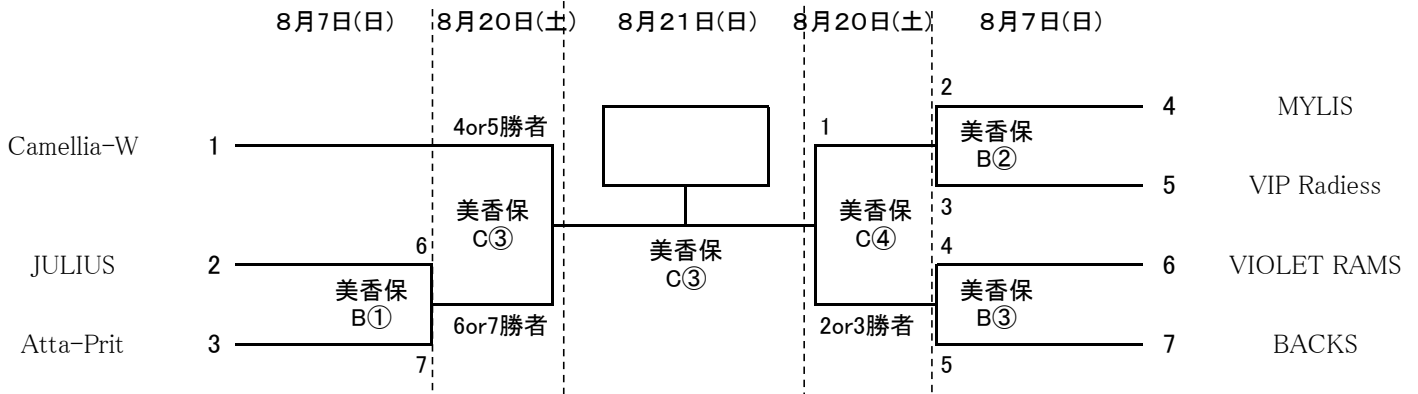 ８月７日(日)
８月２０日(土)
８月２１日(日)
８月２０日(土)
８月７日(日)
2
4
MYLIS
4or5勝者
1
Camellia-W
1
美香保
B②
5
VIP Radiess
3
美香保
C③
美香保
C④
6
4
美香保
C③
JULIUS
2
6
VIOLET RAMS
美香保
B①
美香保
B③
6or7勝者
2or3勝者
Atta-Prit
3
7
BACKS
7
5